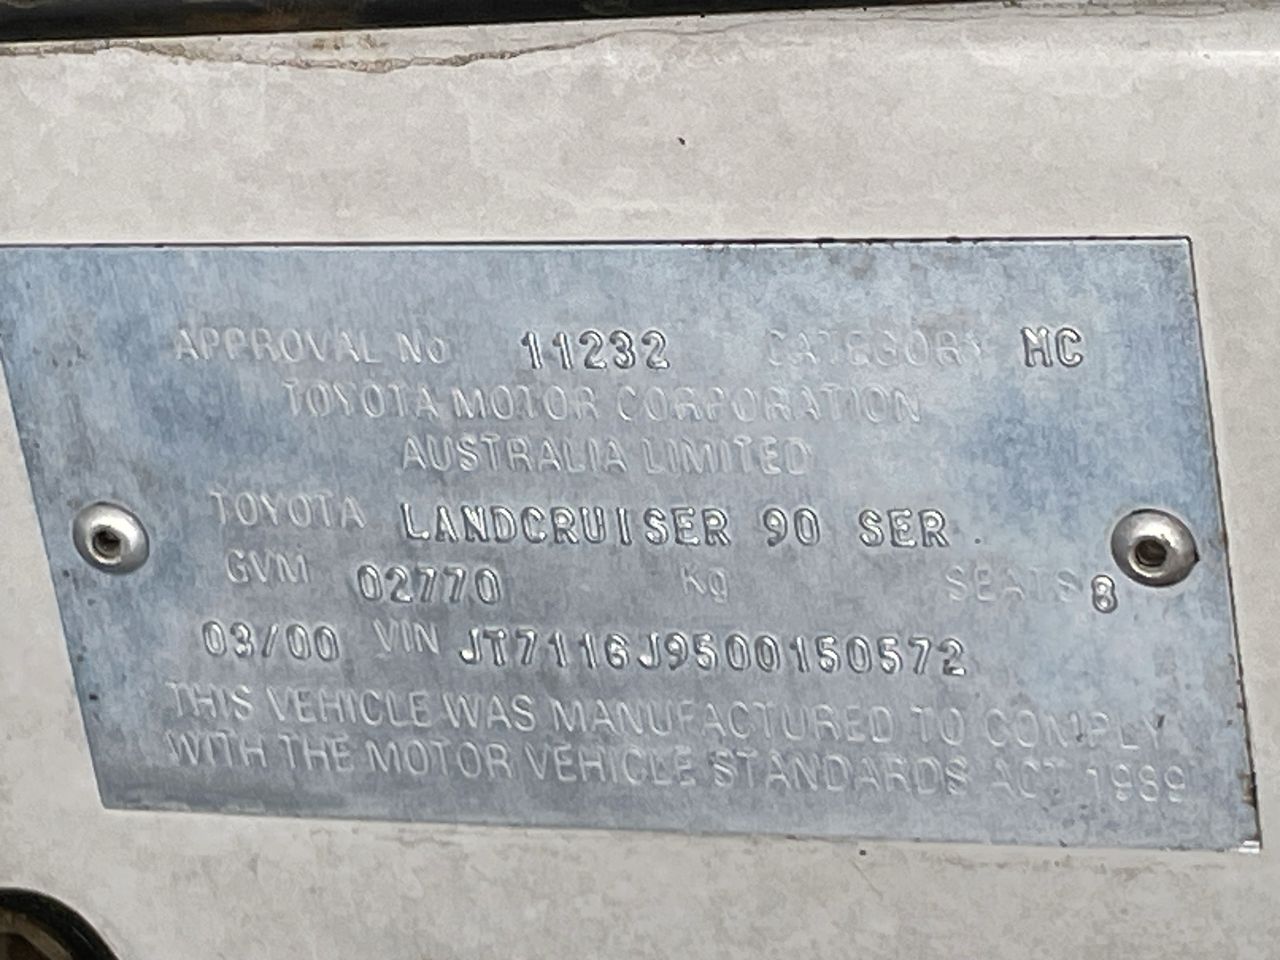 APPROVAL No 11232 CATEGORY MC
TOYOTA MOTOR CORPORATION
AUSTRALIA LIMITED
TOYOTA LANDCRUISER 90 SER.
GVM 02770 Kg SEATS 8
03/00 VIN JT7116J9500150572
THIS VEHICLE WAS MANUFACTURED TO COMPLY
WITH THE MOTOR VEHICLE STANDARDS ACT 1989